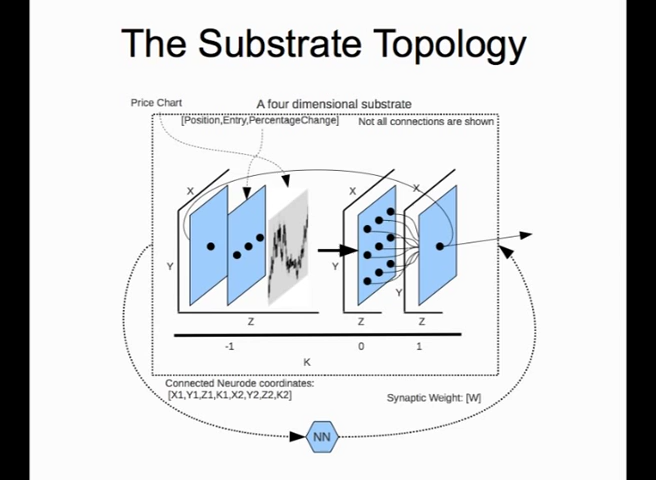 The Substrate Topology
Price Chart
A four dimensional substrate
[Position,Entry,PercentageChange]
Not all connections are shown
X
X
X
Y
Y
Y
Z
Z
Z
-1
0
1
K
Connected Neurode coordinates:
[X1,Y1,Z1,K1,X2,Y2,Z2,K2]
Synaptic Weight: [W]
NN